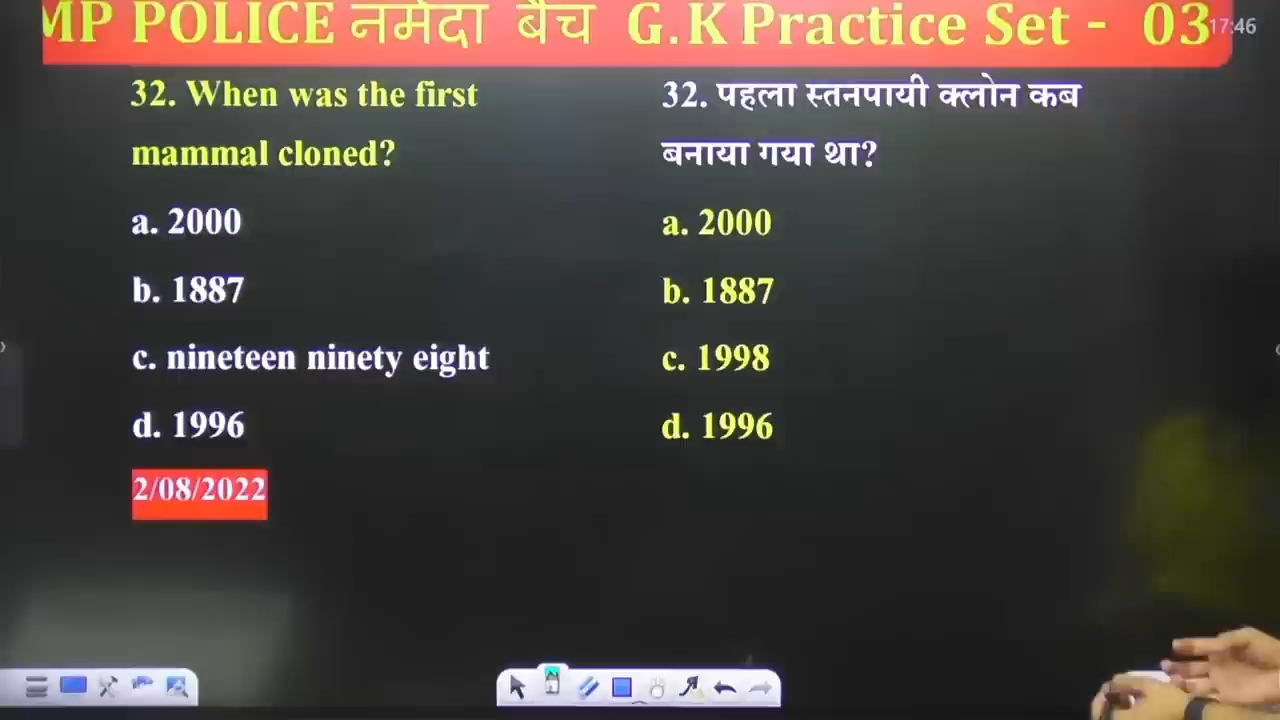 MP POLICE नर्मदा बैच G.K Practice Set - 03
17:46
32. When was the first
mammal cloned?
a. 2000
b. 1887
c. nineteen ninety eight
d. 1996
2/08/2022
32. पहला स्तनपायी क्लोन कब
बनाया गया था?
a. 2000
b. 1887
c. 1998
d. 1996